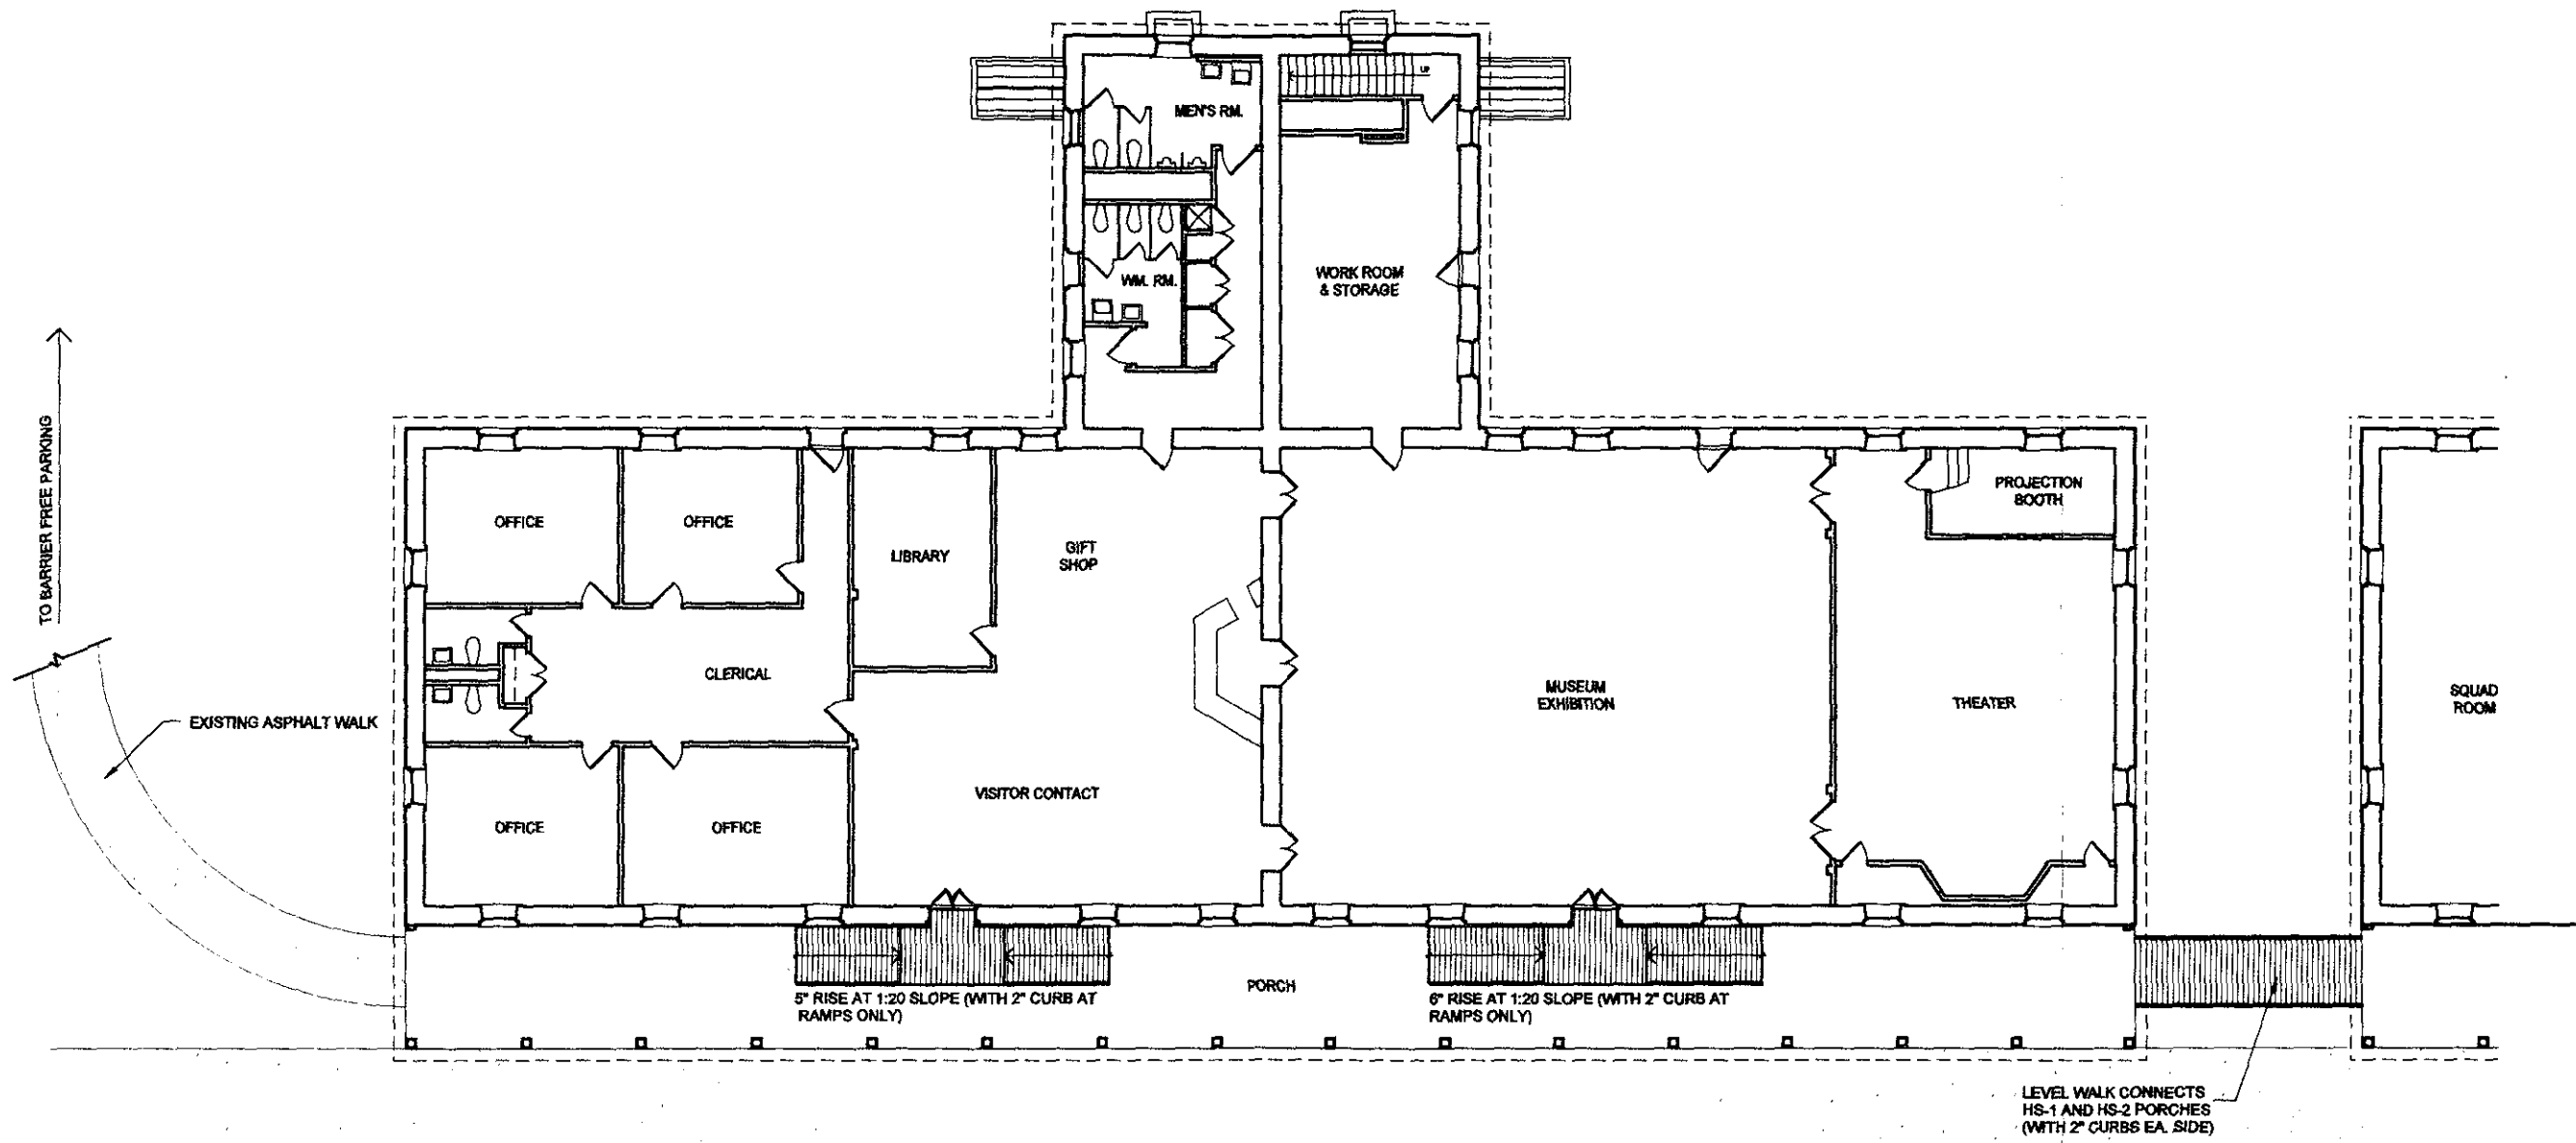 UP
MEN'S RM.
WM. RM.
WORK ROOM
& STORAGE
TO BARRIER FREE PARKING
OFFICE
OFFICE
LIBRARY
GIFT
SHOP
PROJECTION
BOOTH
CLERICAL
MUSEUM
EXHIBITION
THEATER
SQUAD
ROOM
EXISTING ASPHALT WALK
VISITOR CONTACT
OFFICE
OFFICE
PORCH
5" RISE AT 1:20 SLOPE (WITH 2" CURB AT
RAMPS ONLY)
6" RISE AT 1:20 SLOPE (WITH 2" CURB AT
RAMPS ONLY)
LEVEL WALK CONNECTS
HS-1 AND HS-2 PORCHES
(WITH 2" CURBS EA. SIDE)